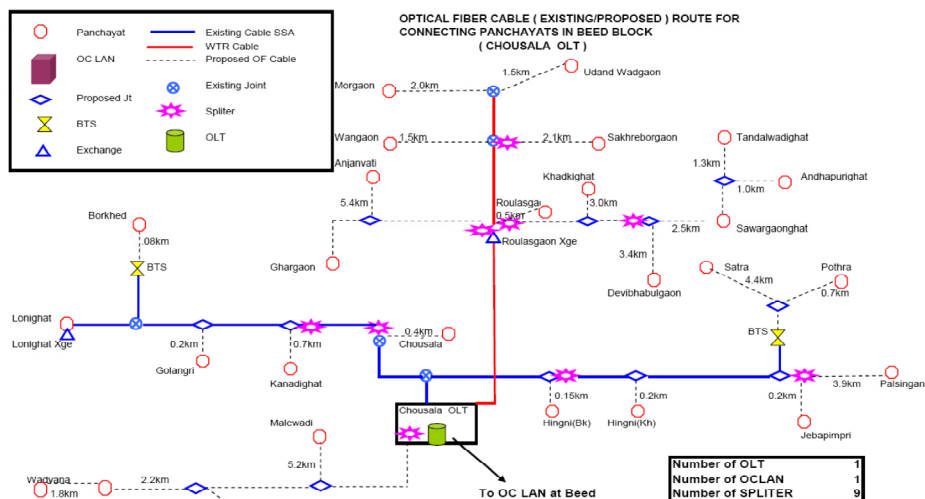 OPTICAL FIBER CABLE ( EXISTING/PROPOSED ) ROUTE FOR
CONNECTING PANCHAYATS IN BEED BLOCK
( CHOUSALA OLT )
Panchayat
OC LAN
Proposed Jt
BTS
Exchange
Existing Cable SSA
WTR Cable
Proposed OF Cable
Existing Joint
Spliter
OLT
Morgaon
2.0km
1.5km
Udand Wadgaon
Wangaon
1.5km
2.1km
Sakhreborgaon
Tandalwadighat
1.3km
Andhapurighat
1.0km
Anjanvati
5.4km
Khadkighat
3.0km
Roulasga
0.5km
Roulasgaon Xge
2.5km
Sawargaonghat
Ghargaon
3.4km
Devibhabulgaon
Borkhed
.08km
BTS
Satra
4.4km
Pothra
0.7km
BTS
Lonighat
Lonighat Xge
0.2km
Golangri
0.7km
Kanadighat
0.4km
Chousala
0.15km
Hingni(Bk)
0.2km
Hingni(Kh)
0.2km
3.9km
Palsingan
Jebapimpri
Chousala OLT
Malcwadi
5.2km
Wadvana
1.8km
2.2km
To OC LAN at Beed
Number of OLT 1
Number of OCLAN 1
Number of SPLITER 9